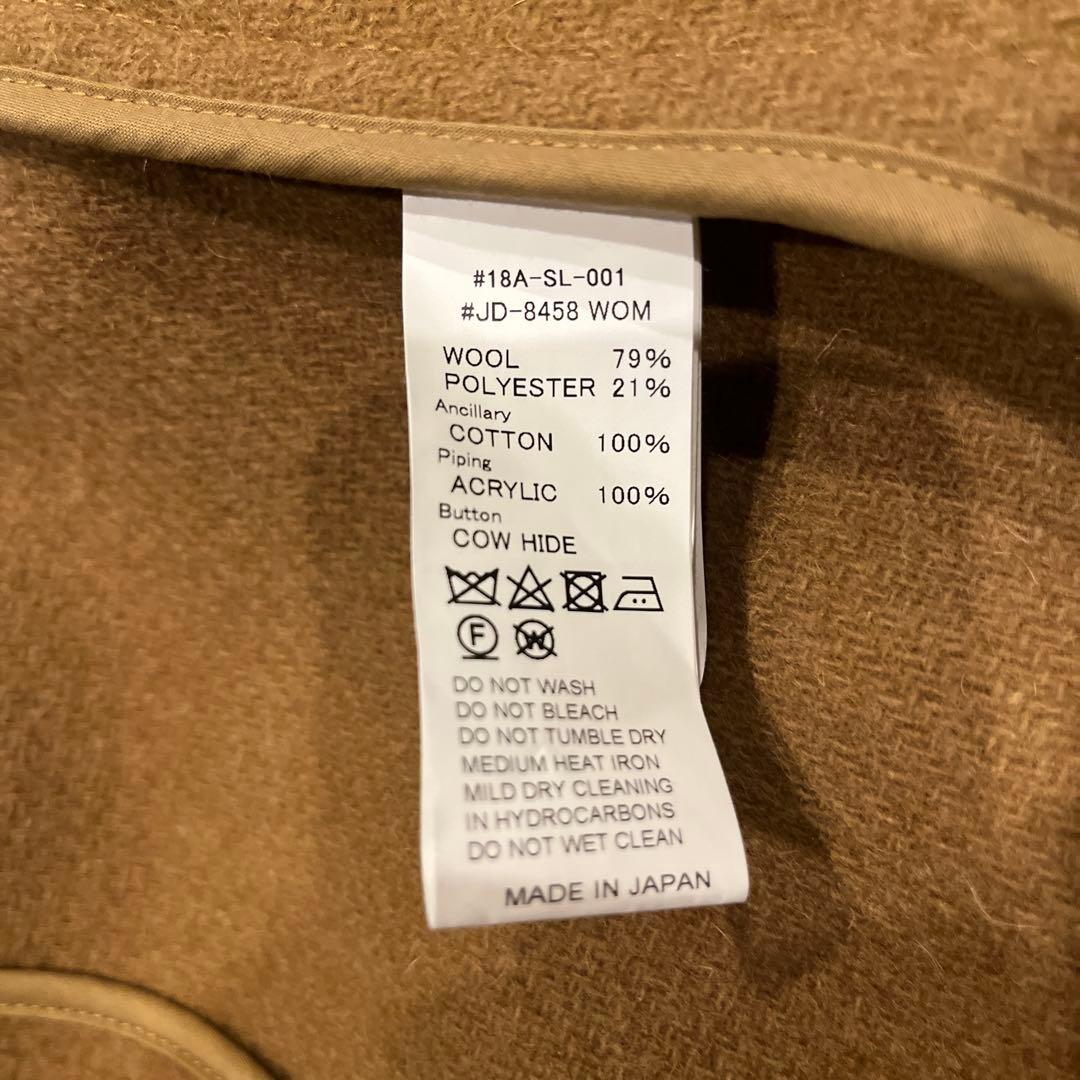 #18A-SL-001
#JD-8458 WOM
WOOL 79%
POLYESTER 21%
Ancillary
COTTON 100%
Piping
ACRYLIC 100%
Button
COW HIDE
F W
DO NOT WASH
DO NOT BLEACH
DO NOT TUMBLE DRY
MEDIUM HEAT IRON
MILD DRY CLEANING
IN HYDROCARBONS
DO NOT WET CLEAN
MADE IN JAPAN